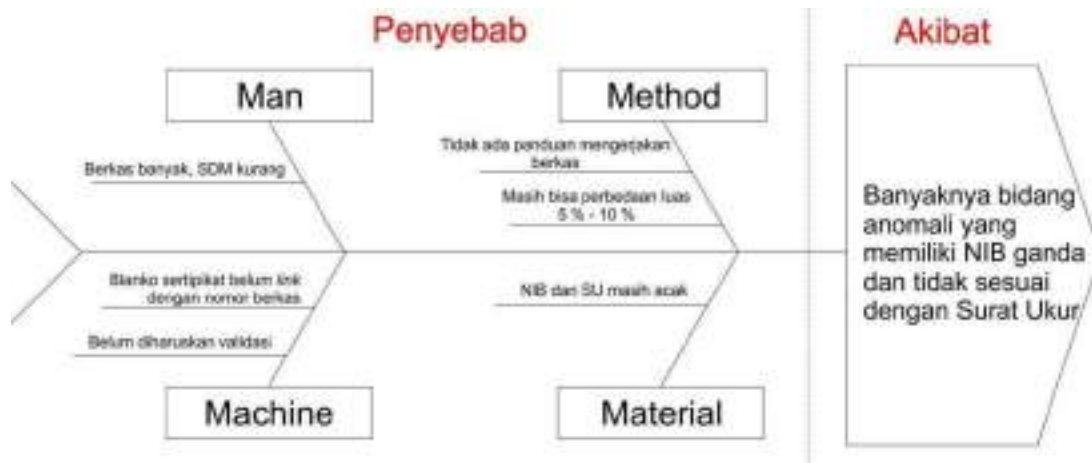 Penyebab
Akibat
Man
Method
Berkas banyak, SDM kurang
Tidak ada panduan mengerjakan
berkas
Masih bisa perbedaan luas
5 % - 10 %
Banyaknya bidang
anomali yang
memiliki NIB ganda
dan tidak sesuai
dengan Surat Ukur
Blanko sertipikat belum link
dengan nomor berkas
NIB dan SU masih acak
Belum diharuskan validasi
Machine
Material